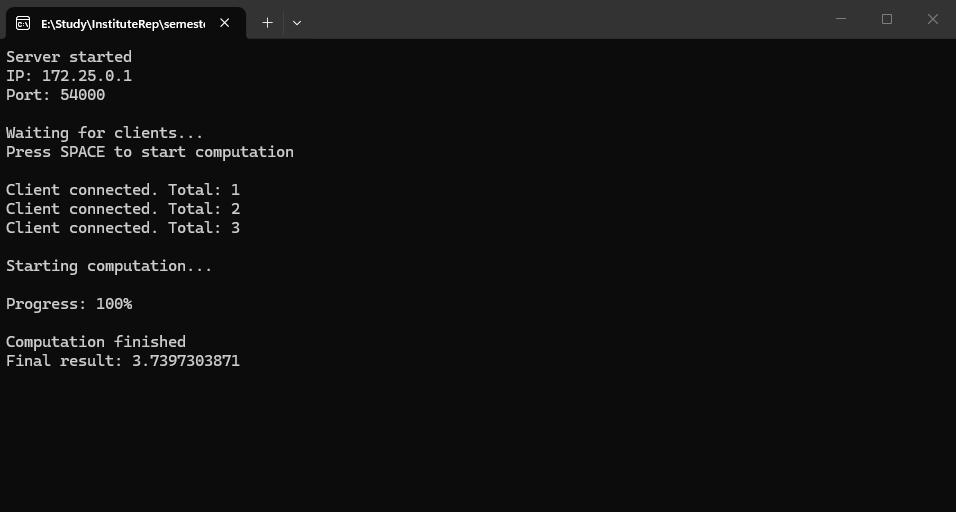 E:\Study\InstituteRep\semest
Server started
IP: 172.25.0.1
Port: 54000
Waiting for clients...
Press SPACE to start computation
Client connected. Total: 1
Client connected. Total: 2
Client connected. Total: 3
Starting computation...
Progress: 100%
Computation finished
Final result: 3.7397303871